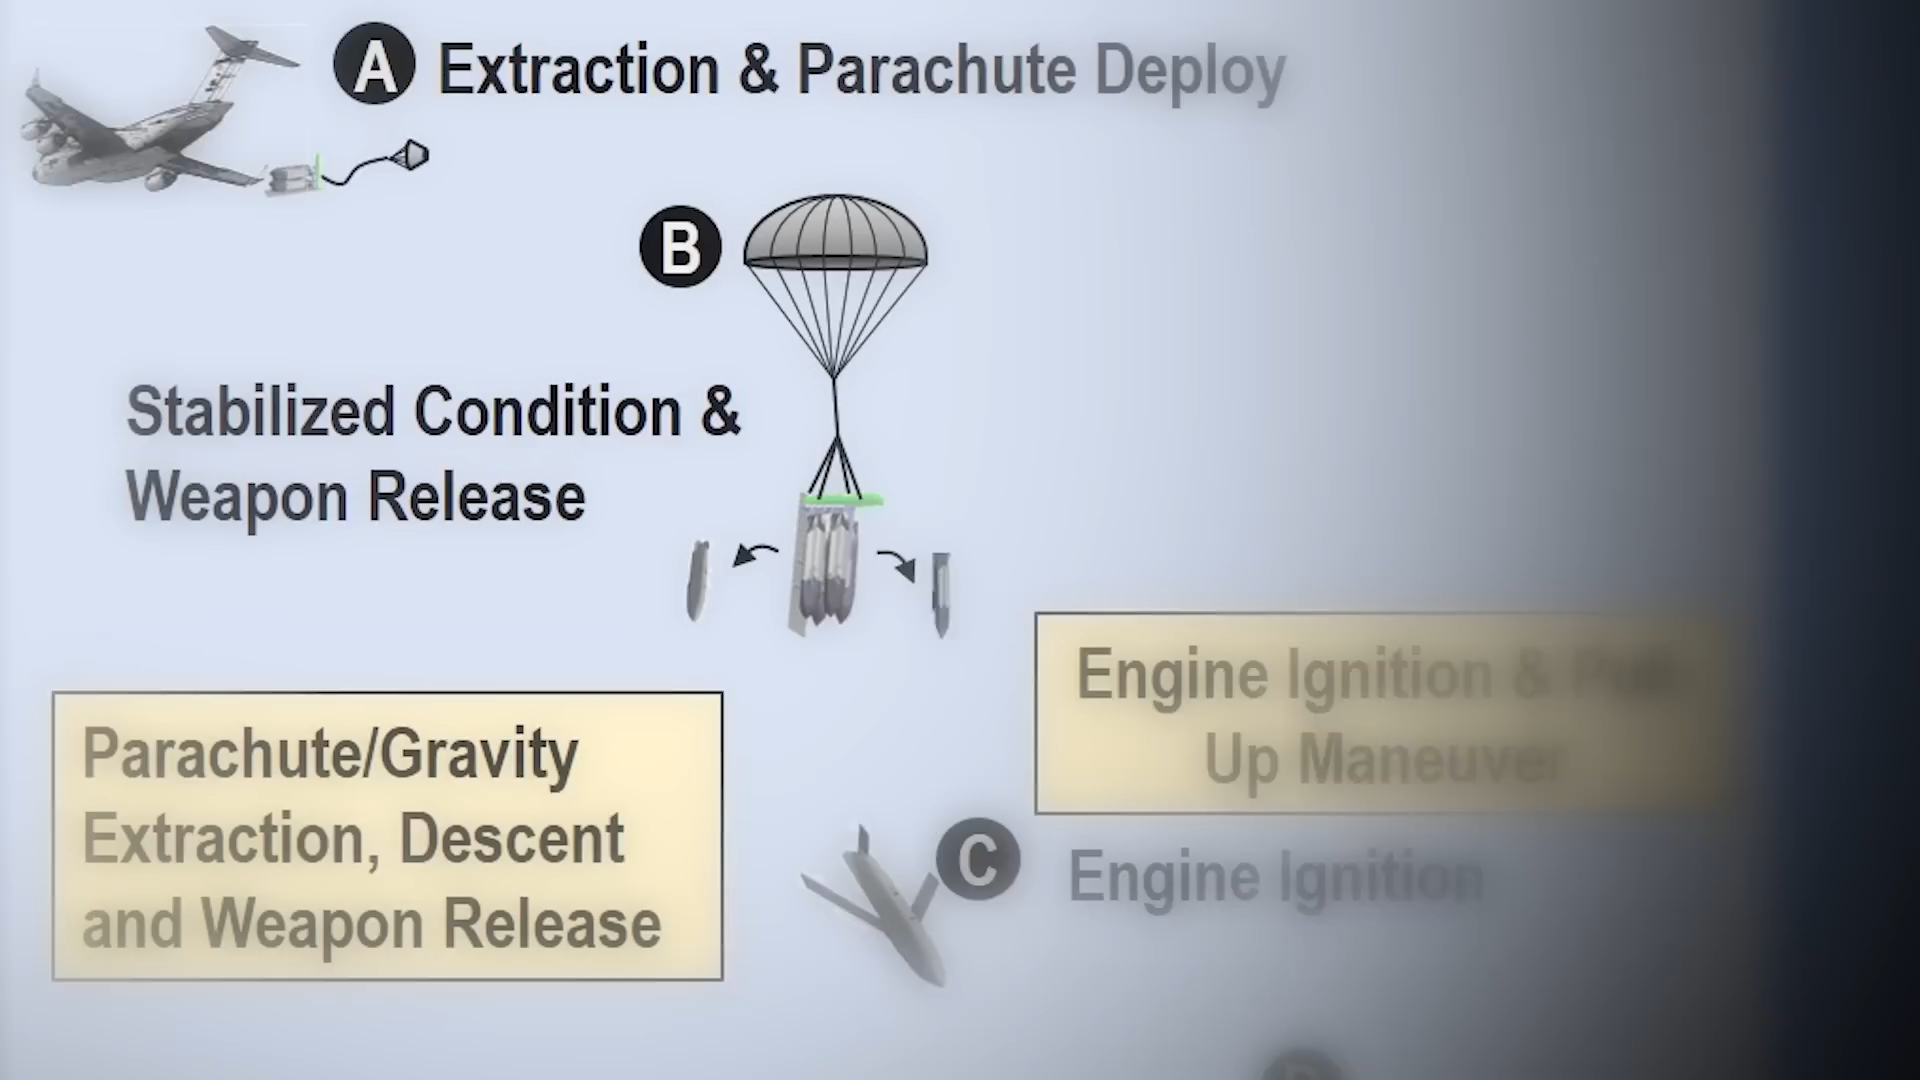 A Extraction & Parachute Deploy
B
Stabilized Condition &
Weapon Release
Engine Ignition & Pull
Up Maneuver
Parachute/Gravity
Extraction, Descent
and Weapon Release
C Engine Ignition